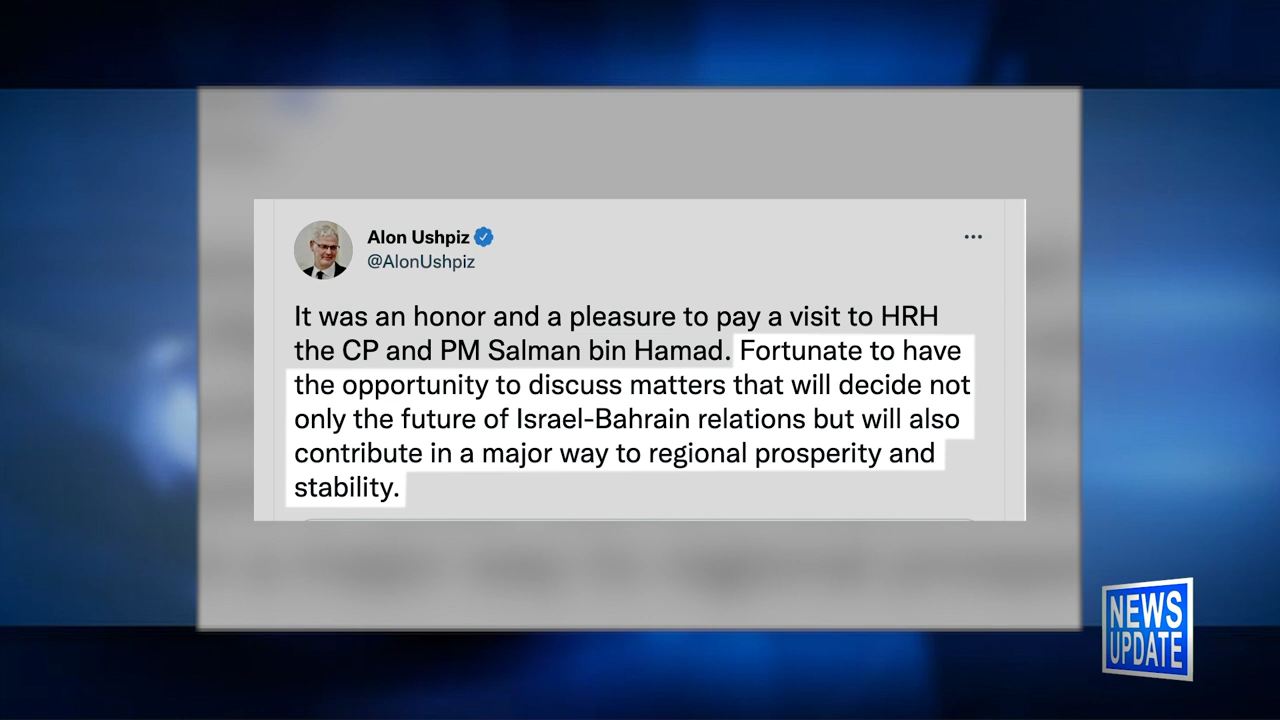 Alon Ushpiz
@AlonUshpiz
It was an honor and a pleasure to pay a visit to HRH
the CP and PM Salman bin Hamad. Fortunate to have
the opportunity to discuss matters that will decide not
only the future of Israel-Bahrain relations but will also
contribute in a major way to regional prosperity and
stability.
NEWS
UPDATE